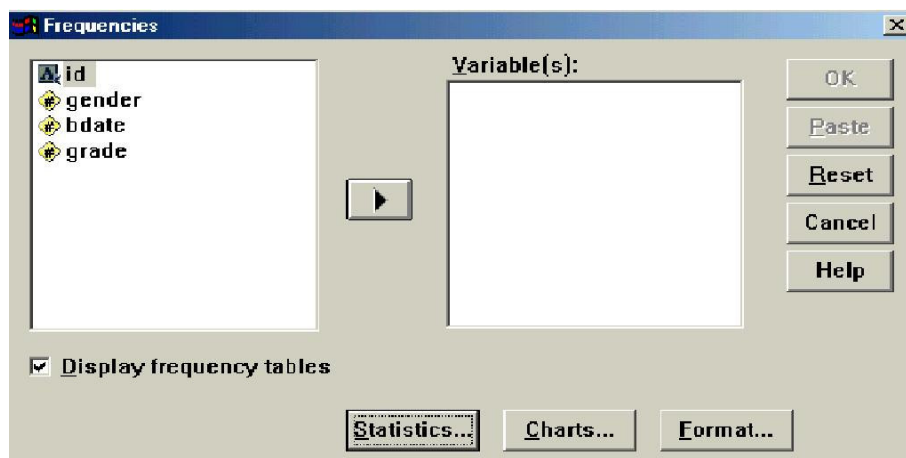 Frequencies
id
gender
bdate
grade
Variable(s):
OK
Paste
Reset
Cancel
Help
Display frequency tables
Statistics...
Charts...
Format...